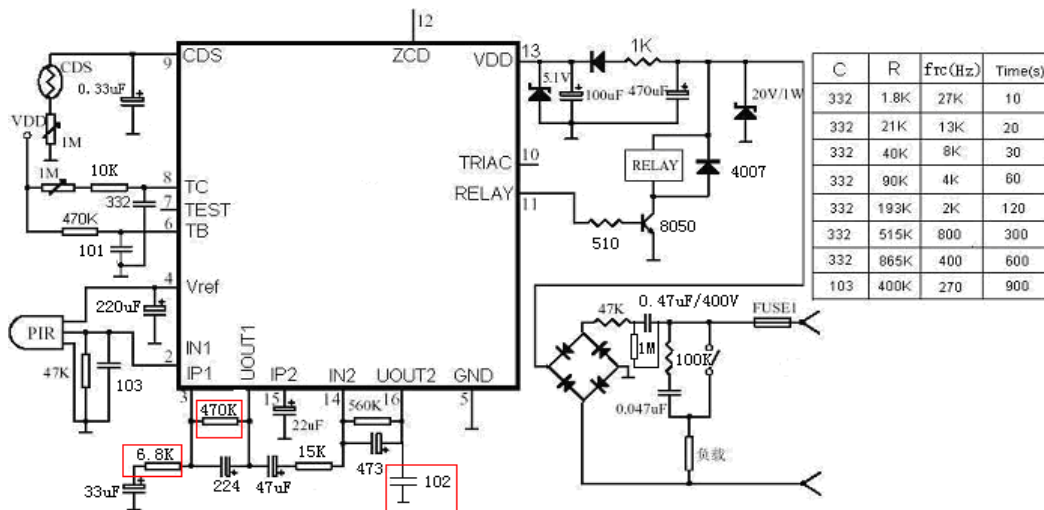 12
9
CDS
ZCD
VDD
13
1K
CDS
0.33uF
5.1V
100uF
470uF
20V/1W
VDD
1M
1M
10K
8
TC
332
7
TEST
470K
6
TB
101
TRIAC
10
RELAY
11
RELAY
4007
510
8050
4
Vref
220uF
PIR
47K
103
2
IN1
IP1
UOUT1
IP2
IN2
UOUT2
GND
3
1
15
14
16
5
470K
22uF
560K
6.8K
33uF
224
47uF
15K
473
102
C R frc(Hz) Time(s)
332 1.8K 27K 10
332 21K 13K 20
332 40K 8K 30
332 90K 4K 60
332 193K 2K 120
332 515K 800 300
332 865K 400 600
103 400K 270 900
47K
0.47uF/400V
FUSE1
1M
100K
0.047uF
负载